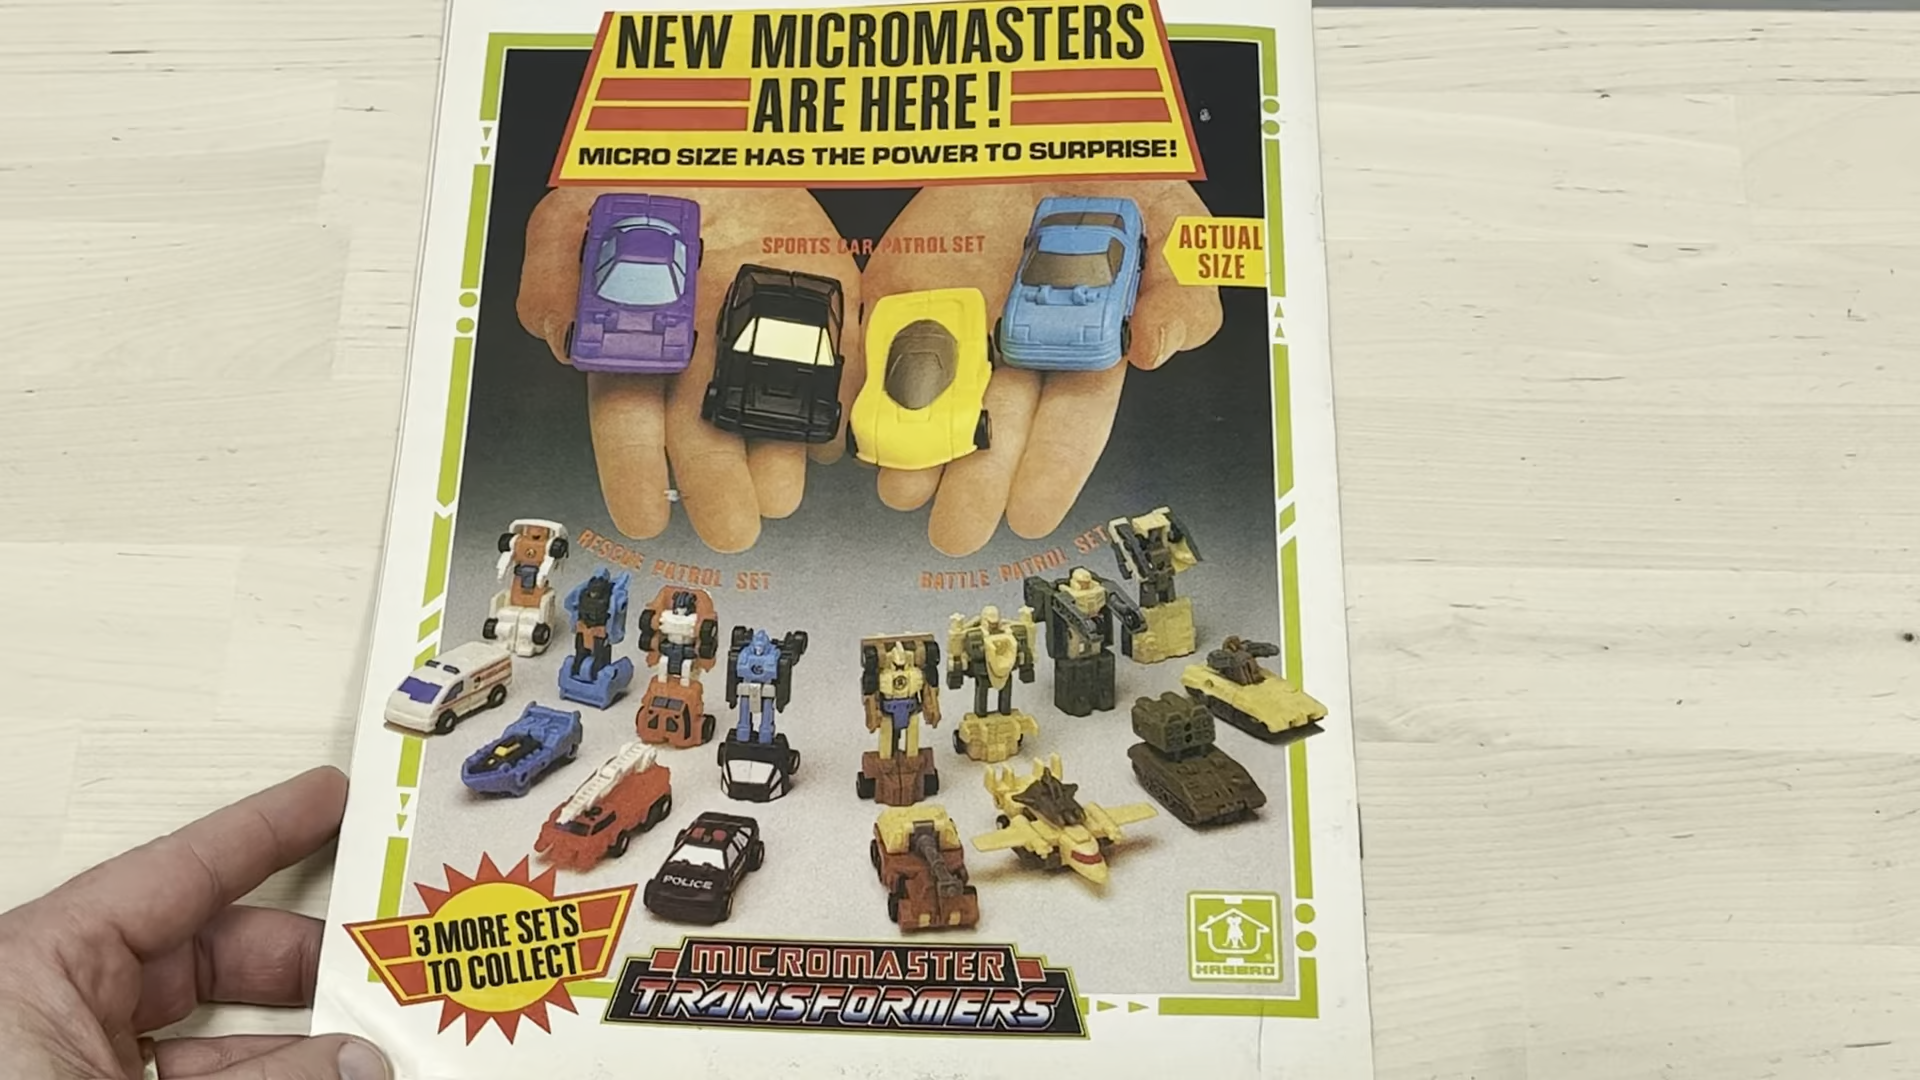 NEW MICROMASTERS
ARE HERE!
MICRO SIZE HAS THE POWER TO SURPRISE!
SPORTS CAR PATROL SET
ACTUAL
SIZE
RESCUE PATROL SET
BATTLE PATROL SET
POLICE
3 MORE SETS
TO COLLECT
MICROMASTER
TRANSFORMERS
HASBRO